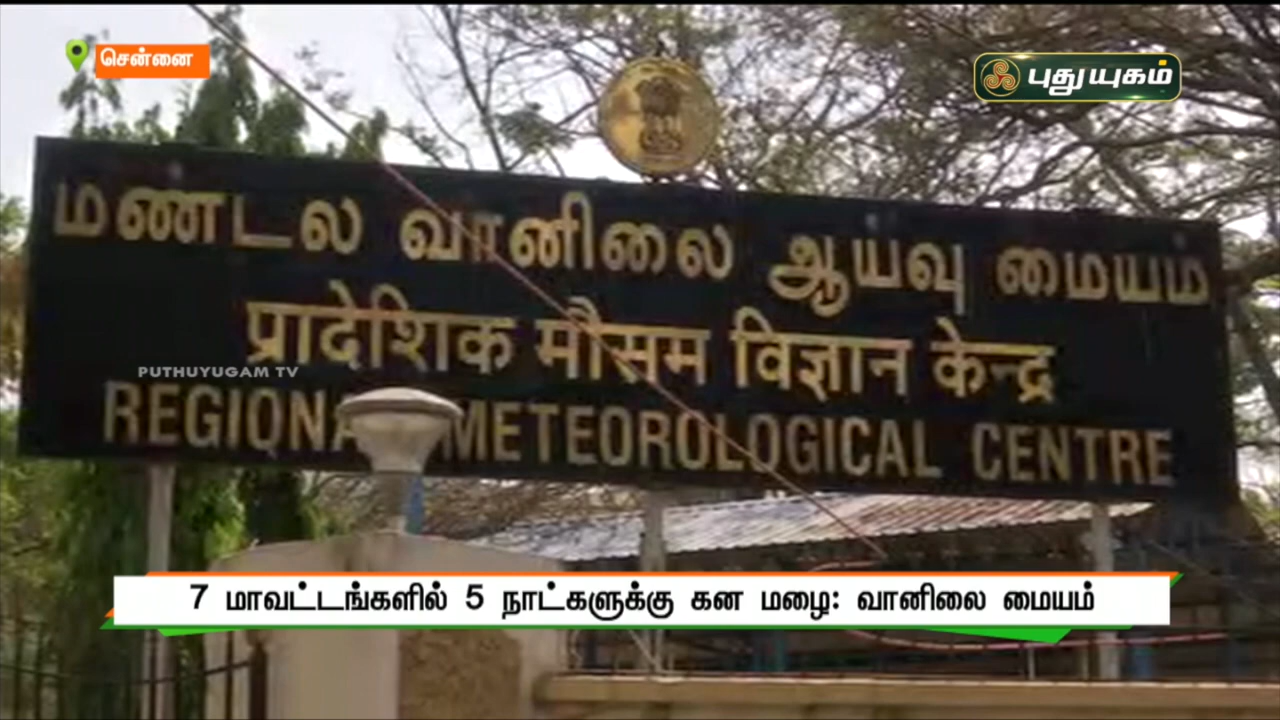 சென்னை
புதுயுகம்
மண்டல வானிலை ஆய்வு மையம்
प्रादेशिक मौसम विज्ञान केन्द्र
PUTHUYUGAM TV
REGIONAL METEOROLOGICAL CENTRE
7 மாவட்டங்களில் 5 நாட்களுக்கு கன மழை: வானிலை மையம்